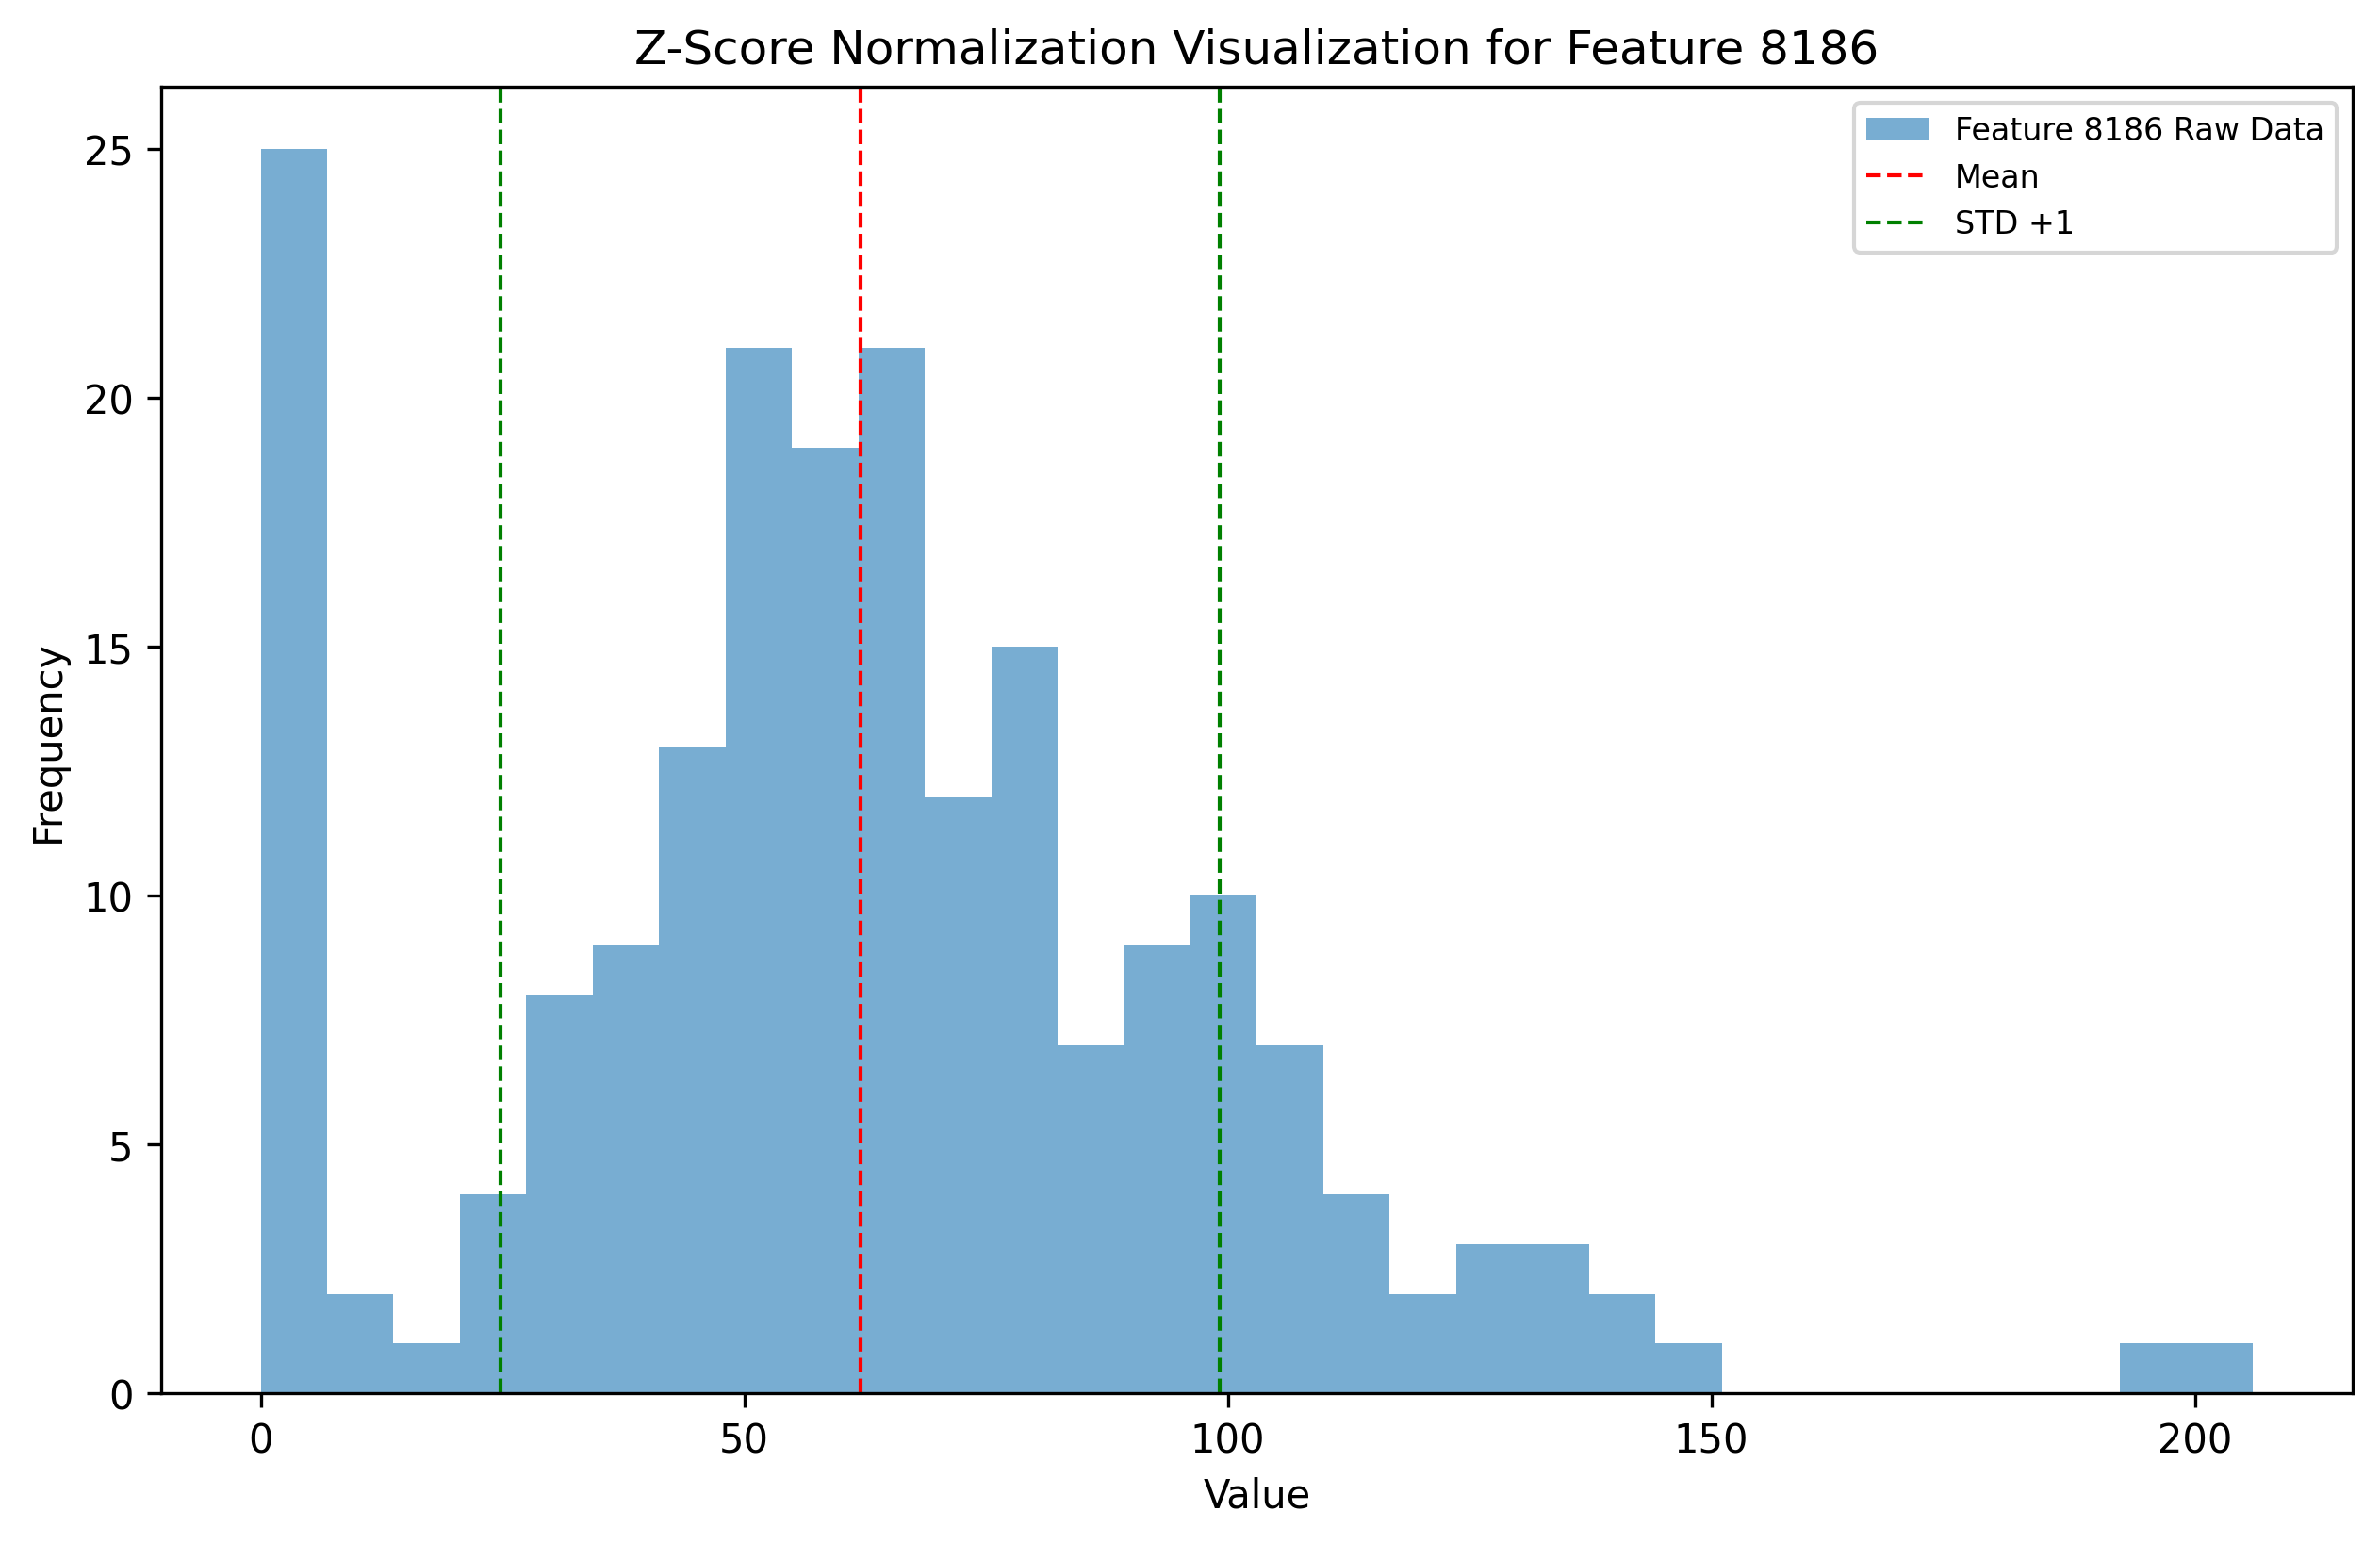 Z-Score Normalization Visualization for Feature 8186
Feature 8186 Raw Data
Mean
STD +1
Frequency
25
20
15
10
5
0
0 50 100 150 200
Value